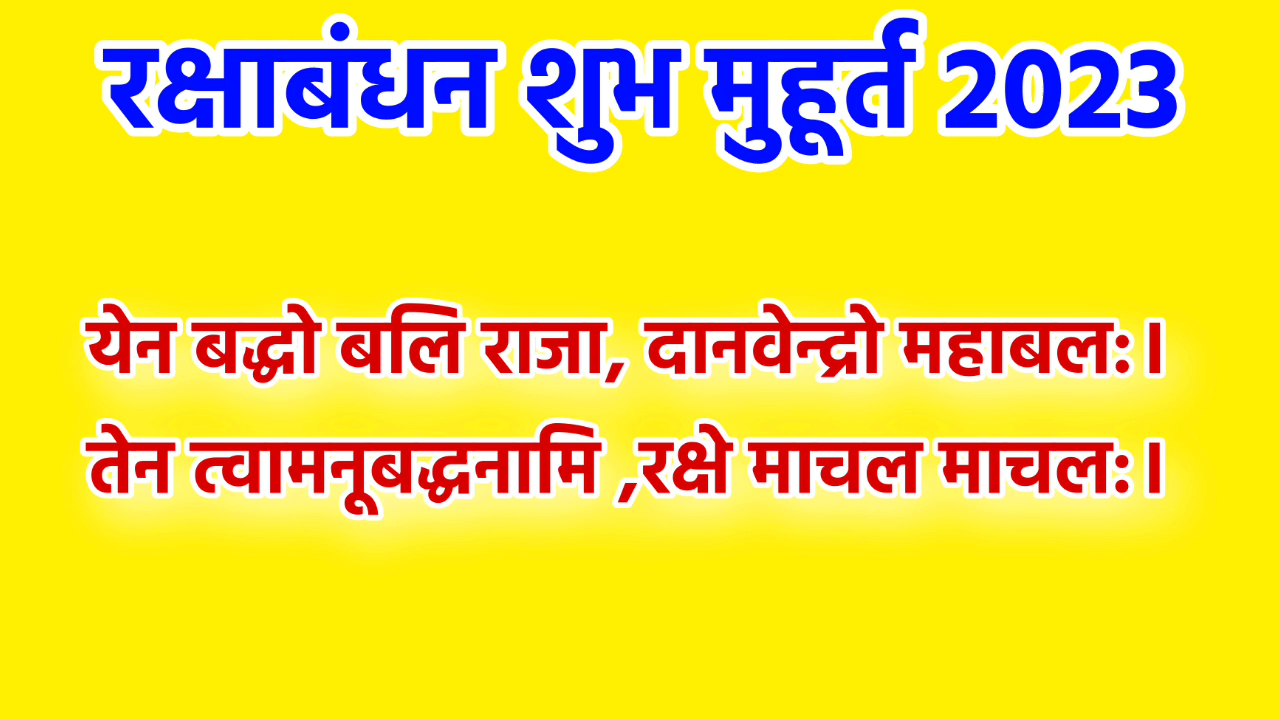 रक्षाबंधन शुभ मुहूर्त 2023
येन बद्धो बलि राजा, दानवेन्द्रो महाबलः।
तेन त्वामनूबद्धनामि ,रक्षे माचल माचलः।